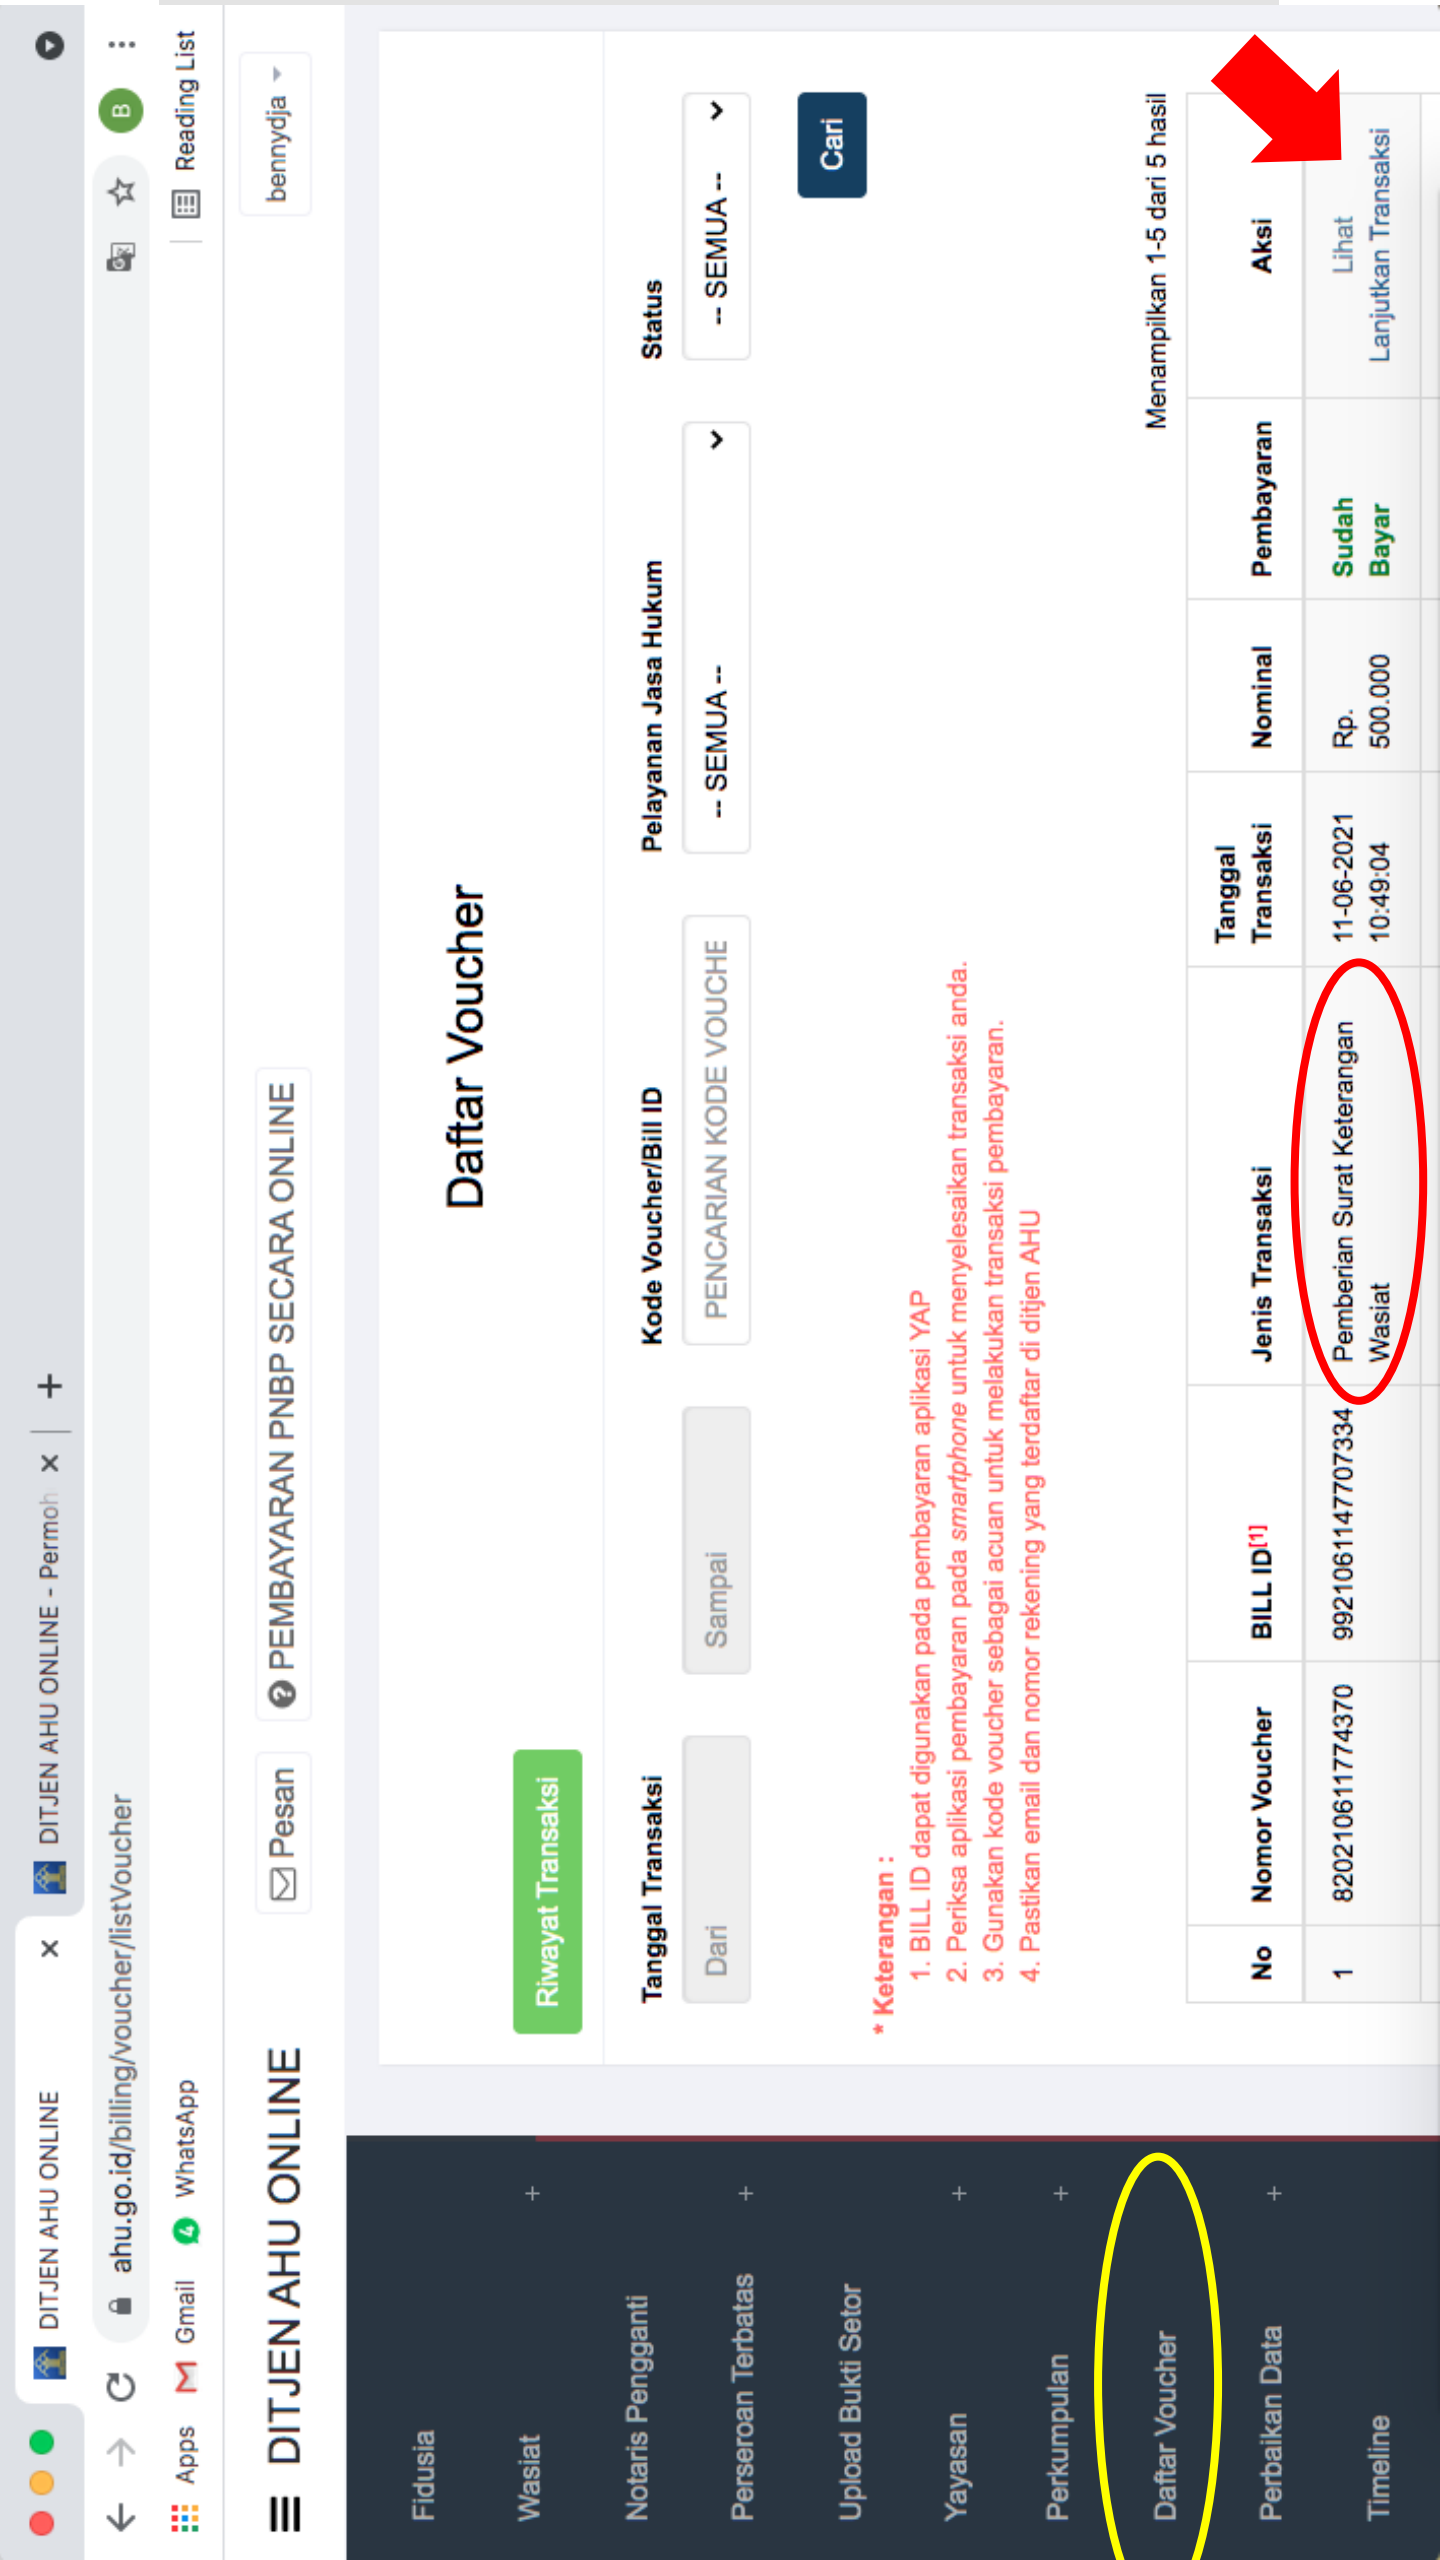 DITJEN AHU ONLINE
DITJEN AHU ONLINE - Permoh
ahu.go.id/billing/voucher/listVoucher
B
Apps
Gmail
WhatsApp
Reading List
DITJEN AHU ONLINE
Pesan
PEMBAYARAN PNBP SECARA ONLINE
bennydja
Fidusia
Wasiat +
Notaris Pengganti
Perseroan Terbatas +
Upload Bukti Setor
Yayasan +
Perkumpulan +
Daftar Voucher
Perbaikan Data +
Timeline
Daftar Voucher
Riwayat Transaksi
Tanggal Transaksi
Kode Voucher/Bill ID
Pelayanan Jasa Hukum
Status
Dari
Sampai
PENCARIAN KODE VOUCHE
-- SEMUA --
-- SEMUA --
Cari
* Keterangan :
1. BILL ID dapat digunakan pada pembayaran aplikasi YAP
2. Periksa aplikasi pembayaran pada smartphone untuk menyelesaikan transaksi anda.
3. Gunakan kode voucher sebagai acuan untuk melakukan transaksi pembayaran.
4. Pastikan email dan nomor rekening yang terdaftar di ditjen AHU
Menampilkan 1-5 dari 5 hasil
No
Nomor Voucher
BILL ID[1]
Jenis Transaksi
Tanggal
Transaksi
Nominal
Pembayaran
Aksi
1
8202106117743​70
9921061147707334
Pemberian Surat Keterangan
Wasiat
11-06-2021
10:49:04
Rp.
500.000
Sudah
Bayar
Lihat
Lanjutkan Transaksi